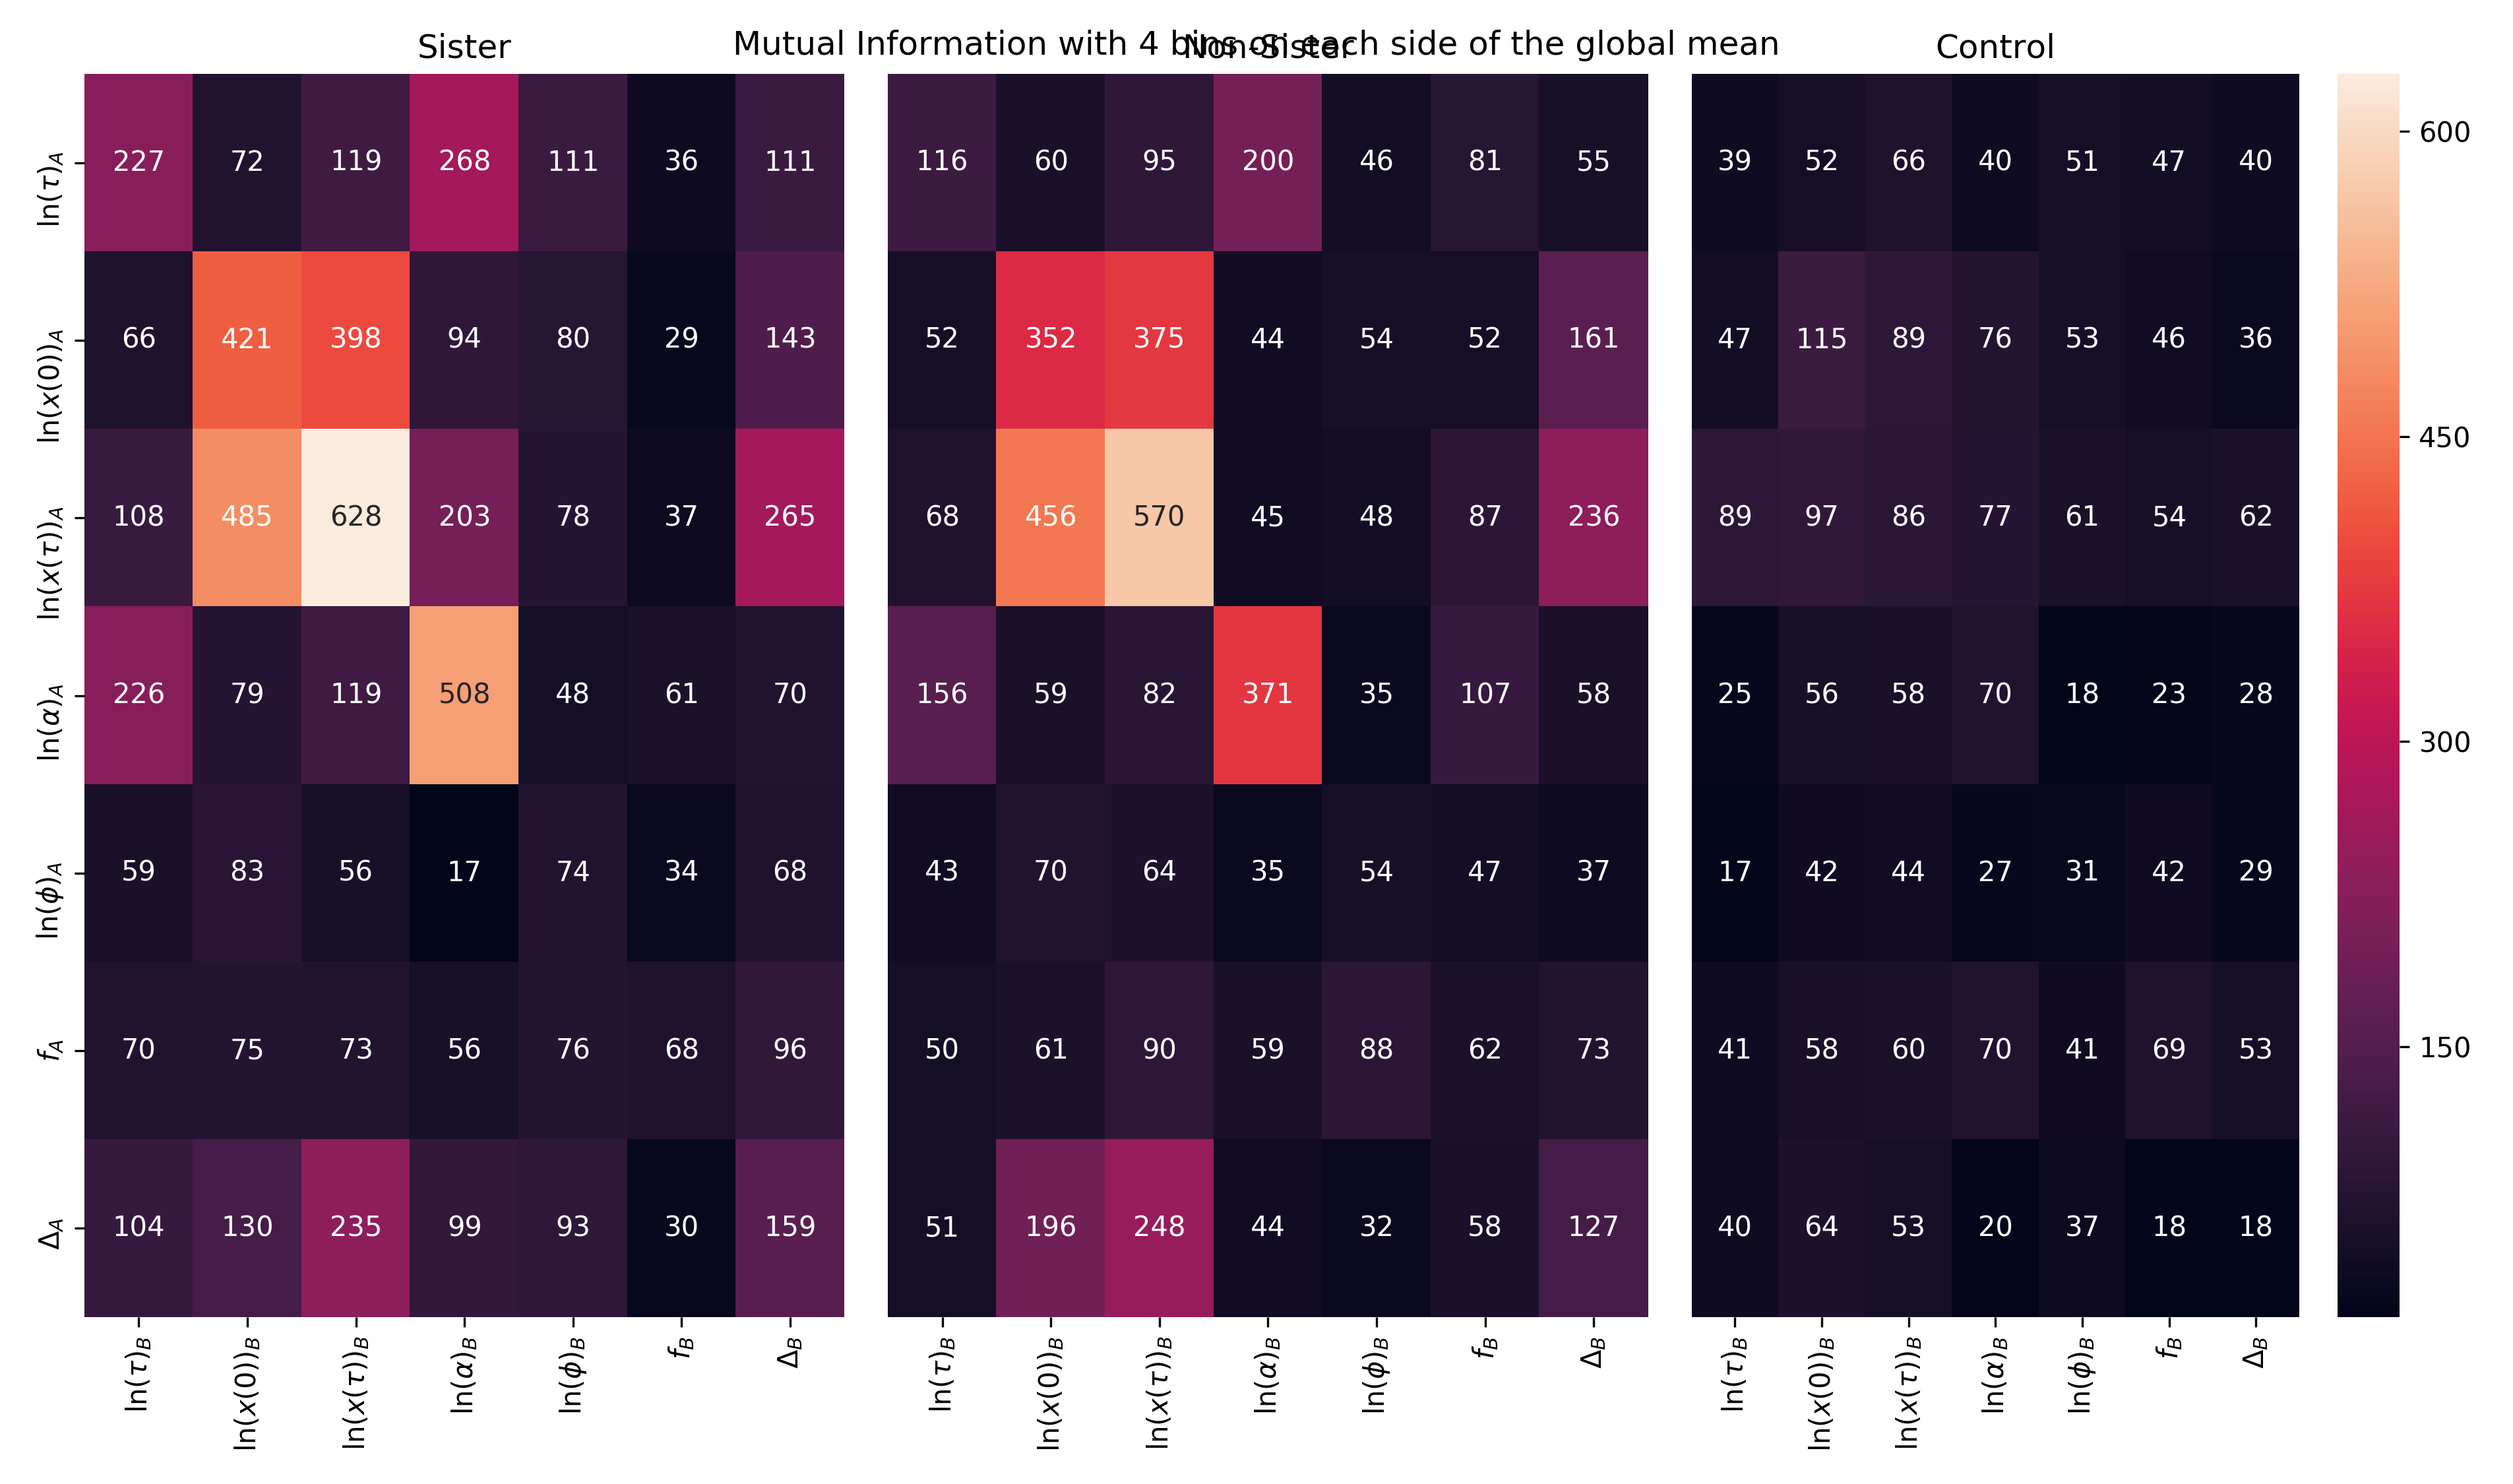 Mutual Information with 4 bins on each side of the global mean
Sister
Non-Sister
Control
ln(τ)_A 227 72 119 268 111 36 111 116 60 95 200 46 81 55 39 52 66 40 51 47 40
ln(x(0))_A 66 421 398 94 80 29 143 52 352 375 44 54 52 161 47 115 89 76 53 46 36
ln(x(τ))_A 108 485 628 203 78 37 265 68 456 570 45 48 87 236 89 97 86 77 61 54 62
ln(α)_A 226 79 119 508 48 61 70 156 59 82 371 35 107 58 25 56 58 70 18 23 28
ln(ϕ)_A 59 83 56 17 74 34 68 43 70 64 35 54 47 37 17 42 44 27 31 42 29
f_A 70 75 73 56 76 68 96 50 61 90 59 88 62 73 41 58 60 70 41 69 53
Δ_A 104 130 235 99 93 30 159 51 196 248 44 32 58 127 40 64 53 20 37 18 18
ln(τ)_B ln(x(0))_B ln(x(τ))_B ln(α)_B ln(ϕ)_B f_B Δ_B
ln(τ)_B ln(x(0))_B ln(x(τ))_B ln(α)_B ln(ϕ)_B f_B Δ_B
ln(τ)_B ln(x(0))_B ln(x(τ))_B ln(α)_B ln(ϕ)_B f_B Δ_B
600
450
300
150